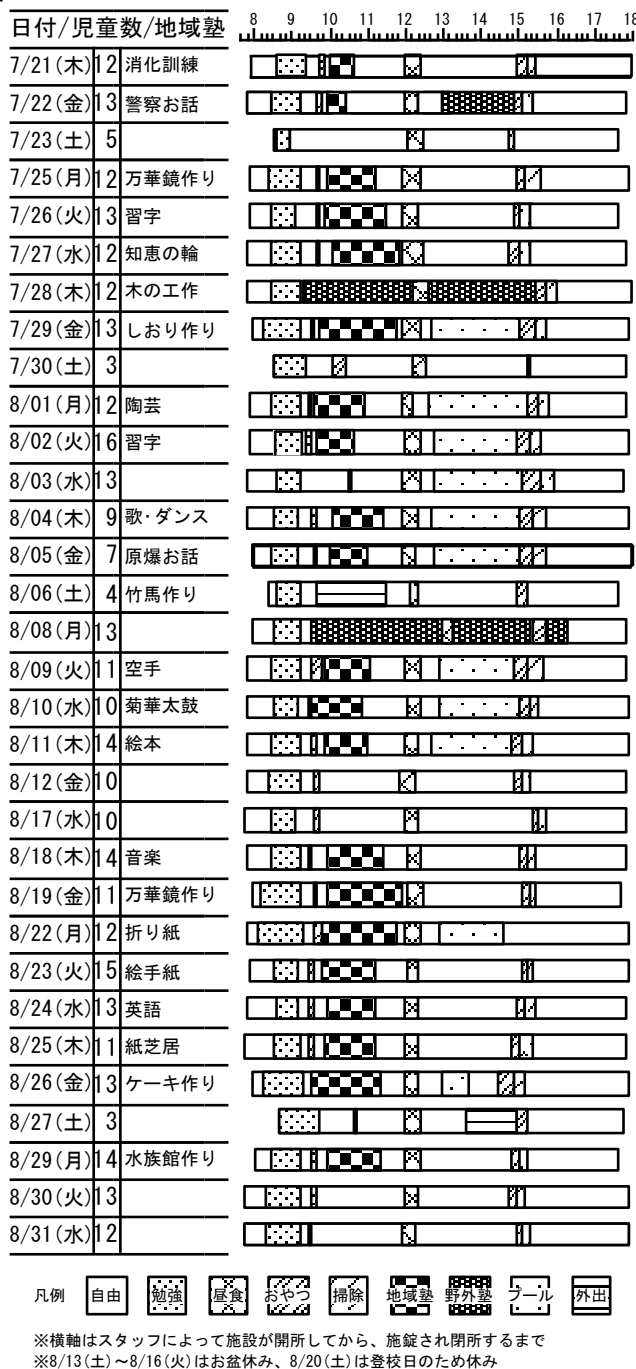 日付/児童数/地域塾 8 9 10 11 12 13 14 15 16 17 18
7/21(木) 12 消化訓練
7/22(金) 13 警察お話
7/23(土) 5
7/25(月) 12 万華鏡作り
7/26(火) 13 習字
7/27(水) 12 知恵の輪
7/28(木) 12 木の工作
7/29(金) 13 しおり作り
7/30(土) 3
8/01(月) 12 陶芸
8/02(火) 16 習字
8/03(水) 13
8/04(木) 9 歌・ダンス
8/05(金) 7 原爆お話
8/06(土) 4 竹馬作り
8/08(月) 13
8/09(火) 11 空手
8/10(水) 10 菊華太鼓
8/11(木) 14 絵本
8/12(金) 10
8/17(水) 10
8/18(木) 14 音楽
8/19(金) 11 万華鏡作り
8/22(月) 12 折り紙
8/23(火) 15 絵手紙
8/24(水) 13 英語
8/25(木) 11 紙芝居
8/26(金) 13 ケーキ作り
8/27(土) 3
8/29(月) 14 水族館作り
8/30(火) 13
8/31(水) 12
凡例 自由 勉強 昼食 おやつ 掃除 地域塾 野外塾 プール 外出
※横軸はスタッフによって施設が開所してから、施錠され閉所するまで
※8/13(土)～8/16(火)はお盆休み、8/20(土)は登校日のため休み